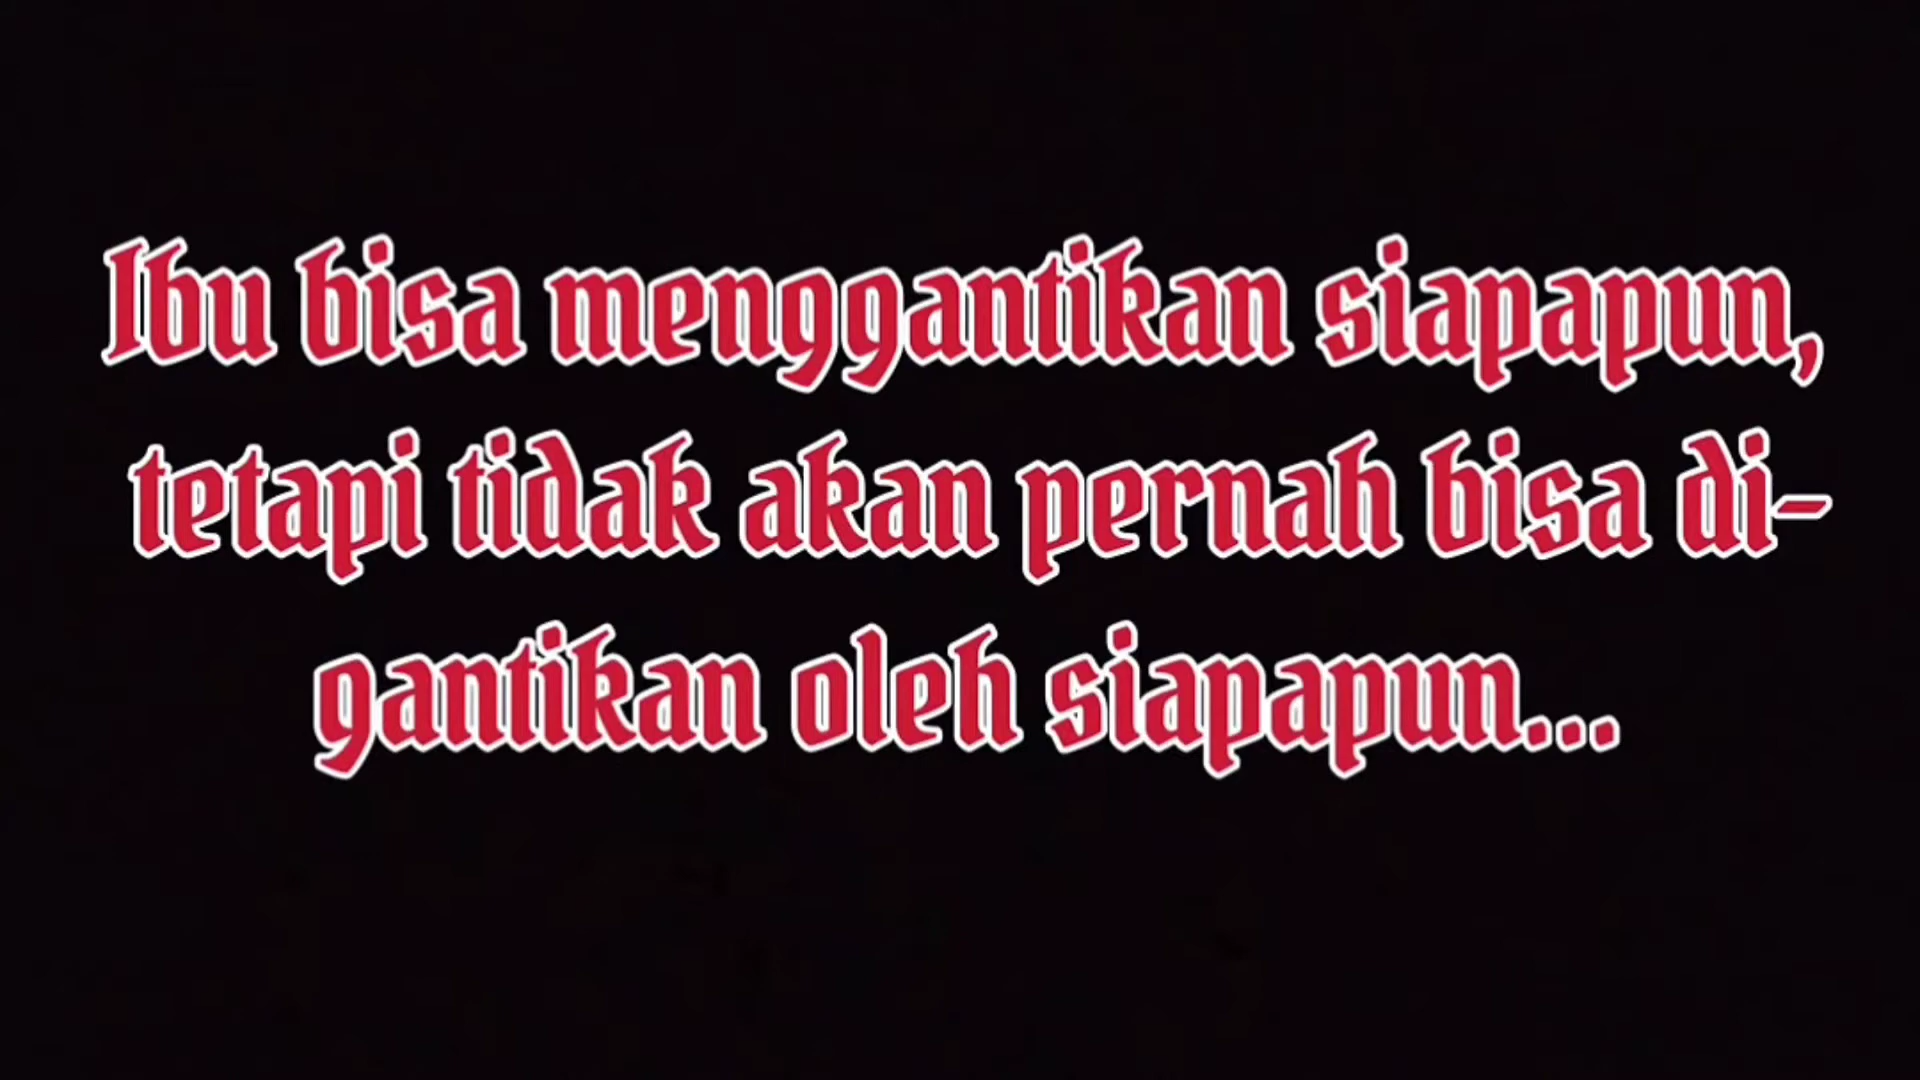 Ibu bisa menggantikan siapapun,
tetapi tidak akan pernah bisa di-
gantikan oleh siapapun...